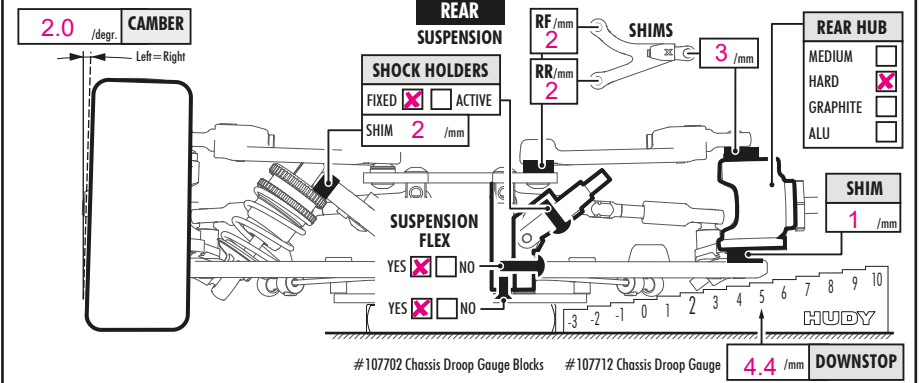 2.0 /degr. CAMBER
Left=Right
REAR
SUSPENSION
RF/mm
2
SHIMS
RR/mm
2
3 /mm
REAR HUB
MEDIUM
HARD
GRAPHITE
ALU
SHOCK HOLDERS
FIXED ACTIVE
SHIM 2 /mm
X
SHIM
1 /mm
SUSPENSION
FLEX
YES NO
YES NO
-3 -2 -1 0 1 2 3 4 5 6 7 8 9 10
HUDY
#107702 Chassis Droop Gauge Blocks #107712 Chassis Droop Gauge
4.4 /mm DOWNSTOP